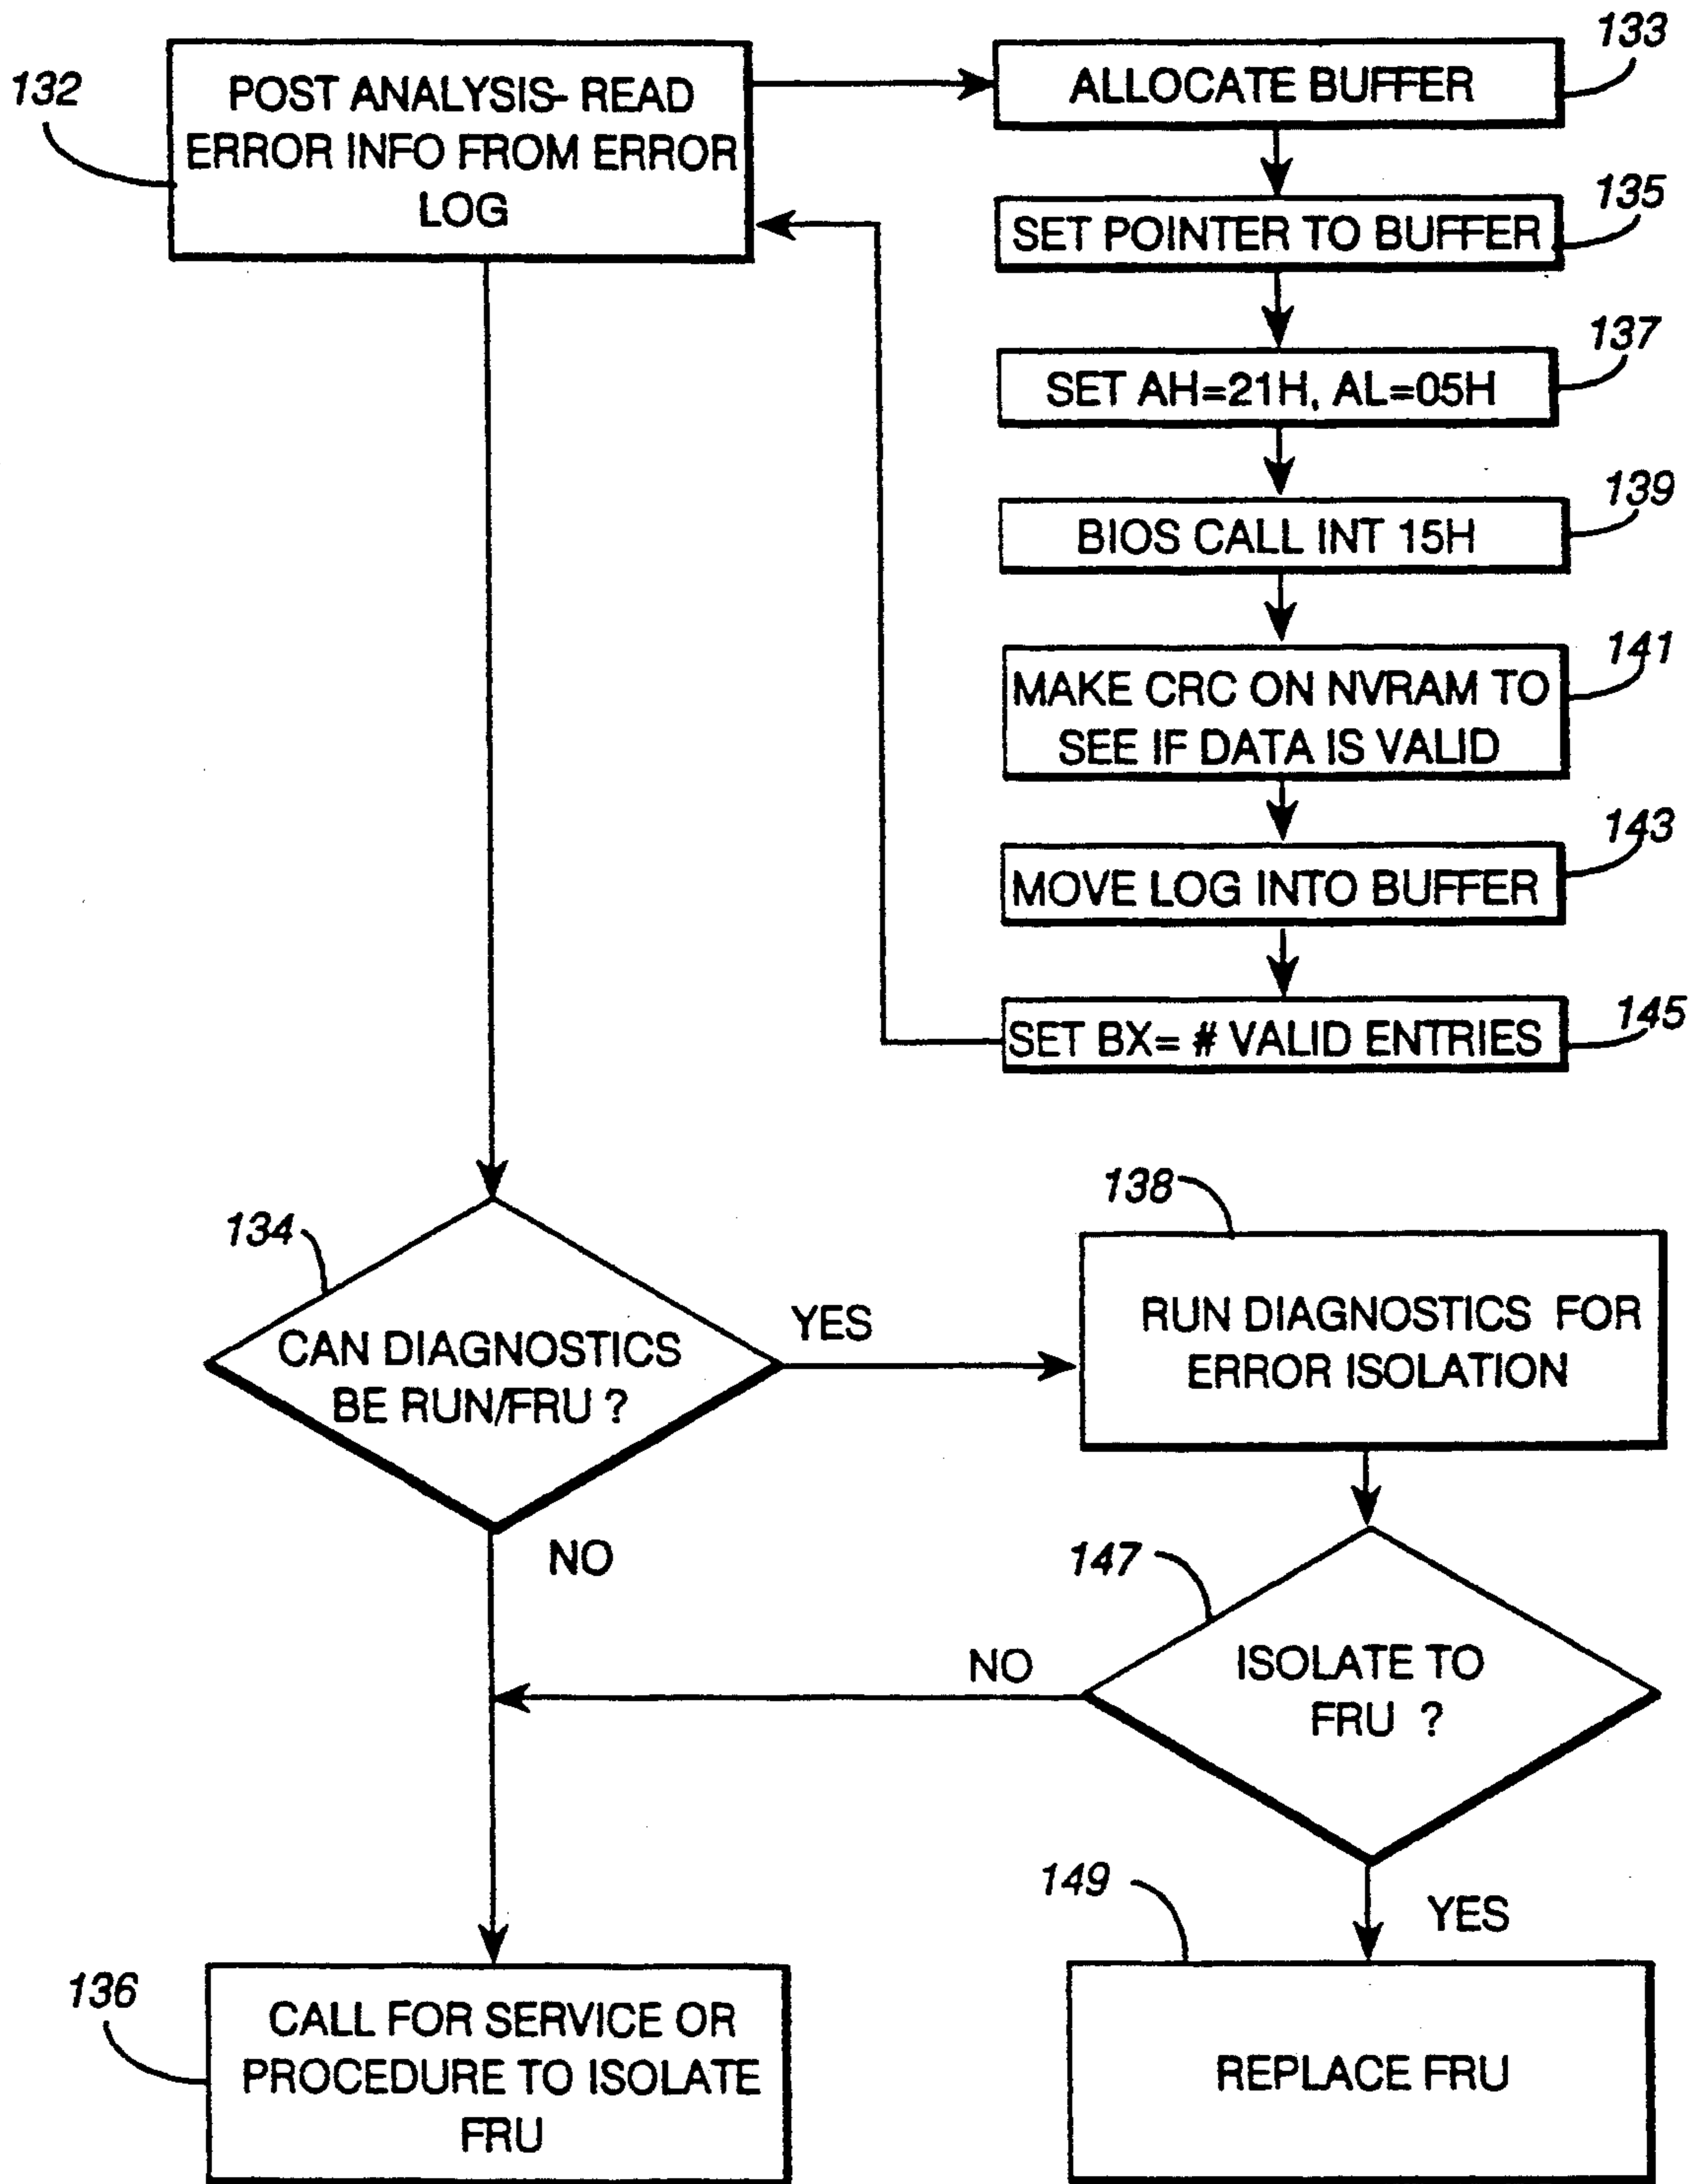 132
POST ANALYSIS- READ
ERROR INFO FROM ERROR
LOG
133
ALLOCATE BUFFER
135
SET POINTER TO BUFFER
137
SET AH=21H, AL=05H
139
BIOS CALL INT 15H
141
MAKE CRC ON NVRAM TO
SEE IF DATA IS VALID
143
MOVE LOG INTO BUFFER
145
SET BX= # VALID ENTRIES
134
CAN DIAGNOSTICS
BE RUN/FRU ?
YES
NO
138
RUN DIAGNOSTICS FOR
ERROR ISOLATION
147
ISOLATE TO
FRU ?
NO
YES
136
CALL FOR SERVICE OR
PROCEDURE TO ISOLATE
FRU
149
REPLACE FRU